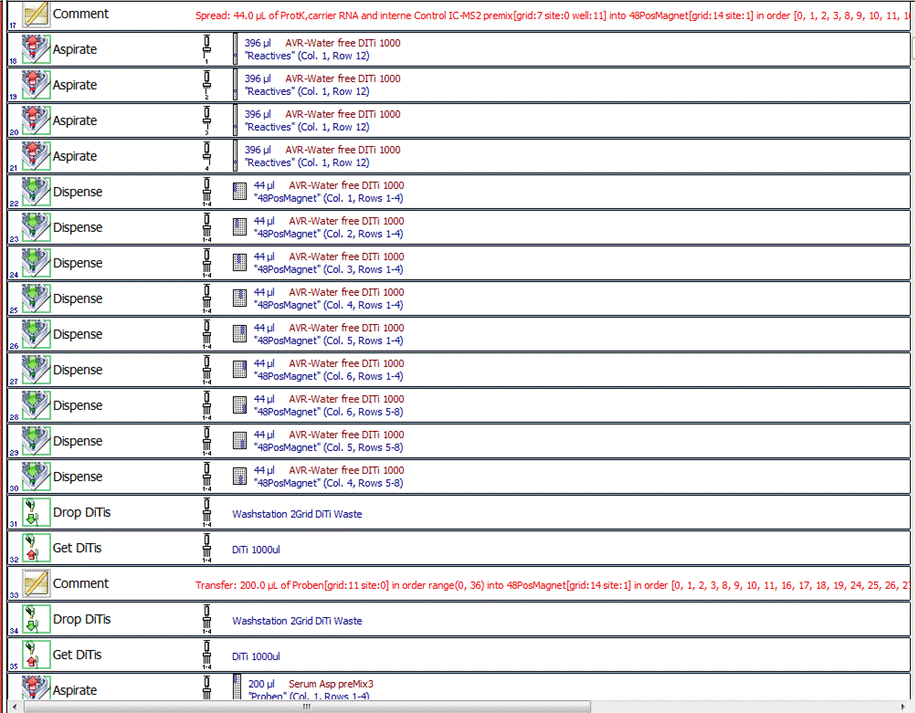 17 Comment Spread: 44.0 µL of ProtK,carrier RNA and interne Control IC-MS2 premix[grid:7 site:0 well:11] into 48PosMagnet[grid:14 site:1] in order [0, 1, 2, 3, 8, 9, 10, 11, 1
18 Aspirate 1 396 µl AVR-Water free DITi 1000
"Reactives" (Col. 1, Row 12)
19 Aspirate 2 396 µl AVR-Water free DITi 1000
"Reactives" (Col. 1, Row 12)
20 Aspirate 3 396 µl AVR-Water free DITi 1000
"Reactives" (Col. 1, Row 12)
21 Aspirate 4 396 µl AVR-Water free DITi 1000
"Reactives" (Col. 1, Row 12)
22 Dispense 1-4 44 µl AVR-Water free DITi 1000
"48PosMagnet" (Col. 1, Rows 1-4)
23 Dispense 1-4 44 µl AVR-Water free DITi 1000
"48PosMagnet" (Col. 2, Rows 1-4)
24 Dispense 1-4 44 µl AVR-Water free DITi 1000
"48PosMagnet" (Col. 3, Rows 1-4)
25 Dispense 1-4 44 µl AVR-Water free DITi 1000
"48PosMagnet" (Col. 4, Rows 1-4)
26 Dispense 1-4 44 µl AVR-Water free DITi 1000
"48PosMagnet" (Col. 5, Rows 1-4)
27 Dispense 1-4 44 µl AVR-Water free DITi 1000
"48PosMagnet" (Col. 6, Rows 1-4)
28 Dispense 1-4 44 µl AVR-Water free DITi 1000
"48PosMagnet" (Col. 6, Rows 5-8)
29 Dispense 1-4 44 µl AVR-Water free DITi 1000
"48PosMagnet" (Col. 5, Rows 5-8)
30 Dispense 1-4 44 µl AVR-Water free DITi 1000
"48PosMagnet" (Col. 4, Rows 5-8)
31 Drop DiTis 1-4 Washstation 2Grid DiTi Waste
32 Get DiTis 1-4 DiTi 1000ul
33 Comment Transfer: 200.0 µL of Proben[grid:11 site:0] in order range(0, 36) into 48PosMagnet[grid:14 site:1] in order [0, 1, 2, 3, 8, 9, 10, 11, 16, 17, 18, 19, 24, 25, 26, 27
34 Drop DiTis 1-4 Washstation 2Grid DiTi Waste
35 Get DiTis 1-4 DiTi 1000ul
Aspirate 200 µl Serum Asp preMix3
"Proben" (Col. 1, Rows 1-4)